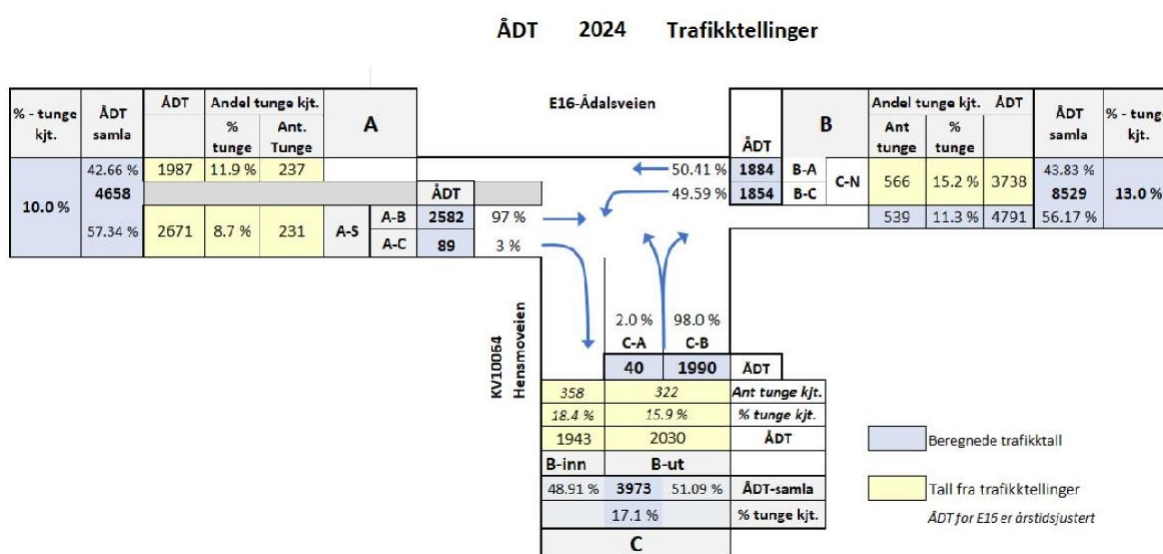 ÅDT 2024 Trafikktellinger
% - tunge kjt.
ÅDT samla
ÅDT
Andel tunge kjt.
% tunge
Ant. Tunge
A
42.66 %
1987
11.9 %
237
10.0 %
4658
57.34 %
2671
8.7 %
231
A-S
ÅDT
A-B
2582
97 %
A-C
89
3 %
E16-Ådalsveien
ÅDT
B
Andel tunge kjt.
ÅDT
Ant tunge
% tunge
ÅDT samla
% - tunge kjt.
50.41 %
1884
B-A
49.59 %
1854
B-C
C-N
566
15.2 %
3738
43.83 %
8529
13.0 %
539
11.3 %
4791
56.17 %
KV10064
Hensmoveien
2.0 %
98.0 %
C-A
C-B
40
1990
ÅDT
358
322
Ant tunge kjt.
18.4 %
15.9 %
% tunge kjt.
1943
2030
ÅDT
B-inn
B-ut
48.91 %
3973
51.09 %
ÅDT-samla
17.1 %
% tunge kjt.
C
Beregnede trafikktall
Tall fra trafikktellinger
ÅDT for E15 er årstidsjustert